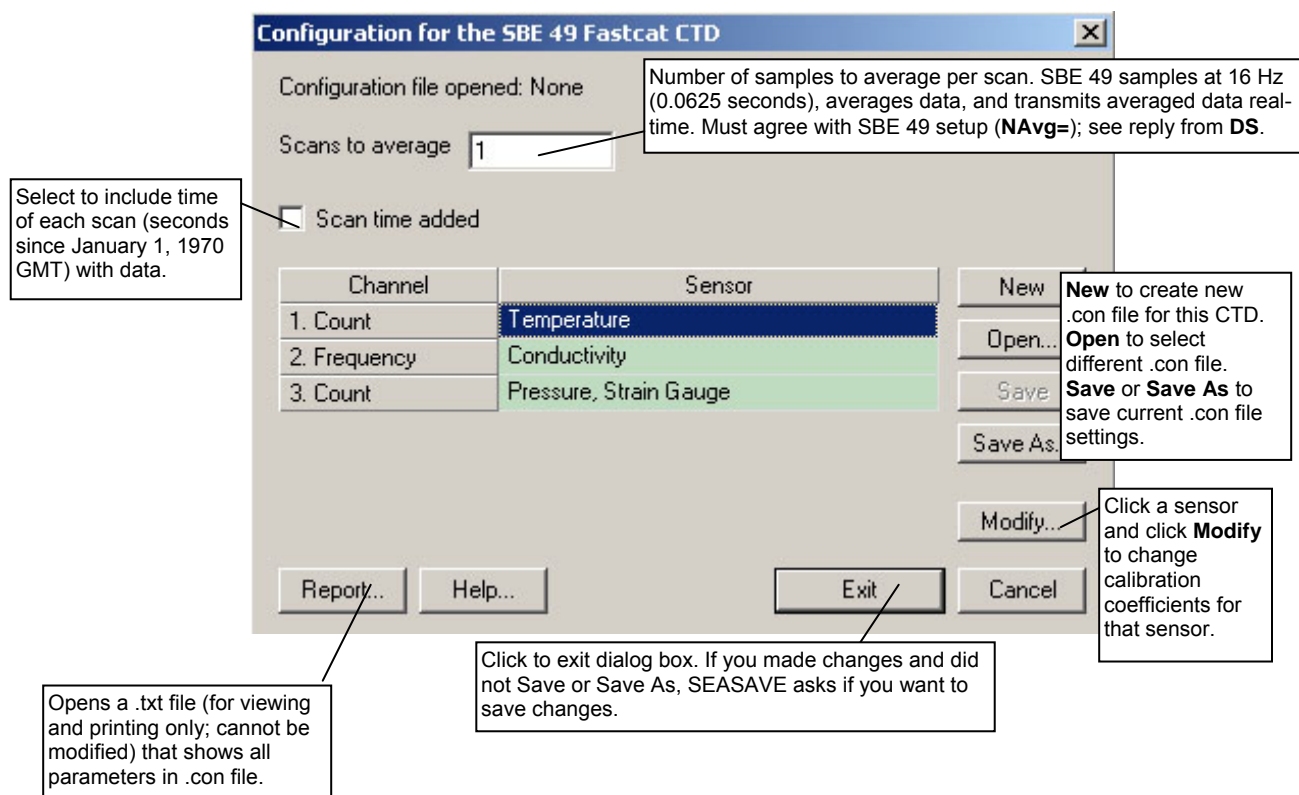 Configuration for the SBE 49 Fastcat CTD
Configuration file opened: None
Number of samples to average per scan. SBE 49 samples at 16 Hz
(0.0625 seconds), averages data, and transmits averaged data real-
time. Must agree with SBE 49 setup (NAvg=); see reply from DS.
Scans to average 1
Select to include time
of each scan (seconds
since January 1, 1970
GMT) with data.
Scan time added
Channel Sensor
1. Count Temperature
2. Frequency Conductivity
3. Count Pressure, Strain Gauge
New
Open...
Save
Save As...
New to create new
.con file for this CTD.
Open to select
different .con file.
Save or Save As to
save current .con file
settings.
Modify...
Click a sensor
and click Modify
to change
calibration
coefficients for
that sensor.
Report... Help... Exit Cancel
Click to exit dialog box. If you made changes and did
not Save or Save As, SEASAVE asks if you want to
save changes.
Opens a .txt file (for viewing
and printing only; cannot be
modified) that shows all
parameters in .con file.